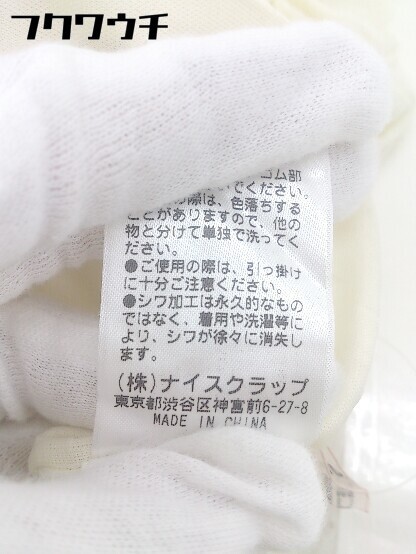 フクワウチ
ゴム部
いでください。
際は、色落ちする
ことがありますので、他の
物と分けて単独で洗ってく
ださい。
●ご使用の際は、引っ掛け
に十分ご注意ください。
●シワ加工は永久的なもの
ではなく、着用や洗濯等に
より、シワが徐々に消失し
ます。
(株)ナイスクラップ
東京都渋谷区神宮前6-27-8
MADE IN CHINA